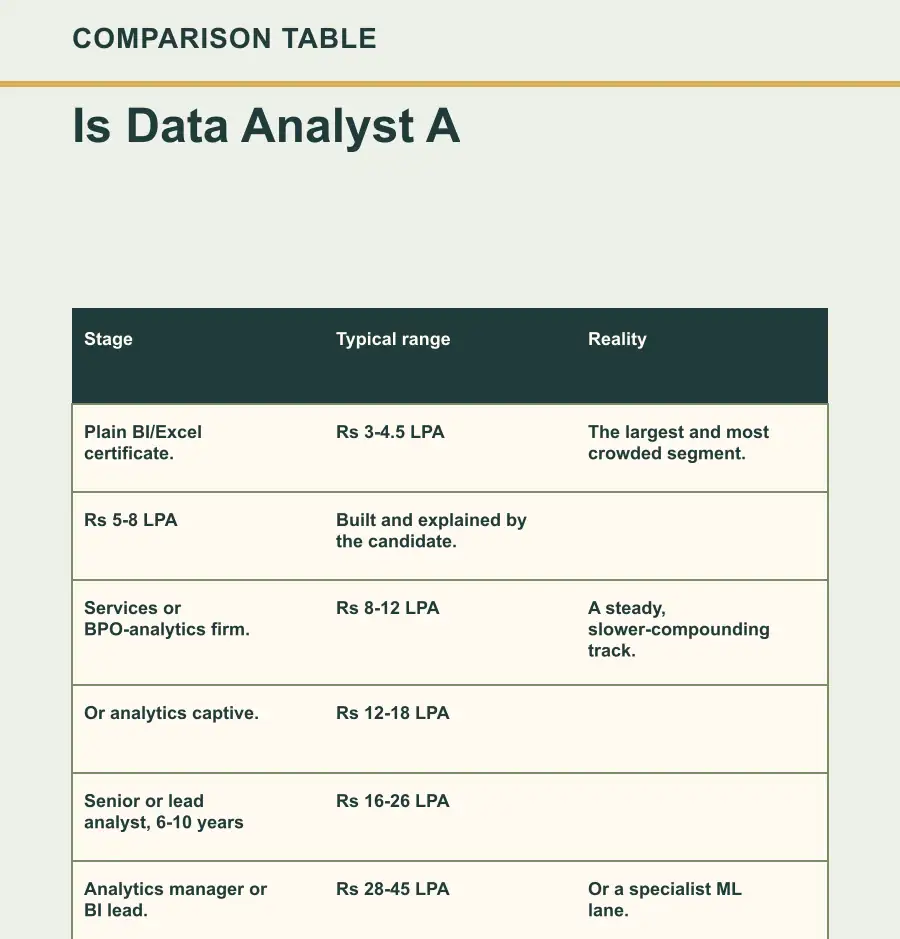 COMPARISON TABLE
Is Data Analyst A
Stage
Typical range
Reality
Plain BI/Excel
certificate.
Rs 3-4.5 LPA
The largest and most
crowded segment.
Rs 5-8 LPA
Built and explained by
the candidate.
Services or
BPO-analytics firm.
Rs 8-12 LPA
A steady,
slower-compounding
track.
Or analytics captive.
Rs 12-18 LPA
Senior or lead
analyst, 6-10 years
Rs 16-26 LPA
Analytics manager or
BI lead.
Rs 28-45 LPA
Or a specialist ML
lane.